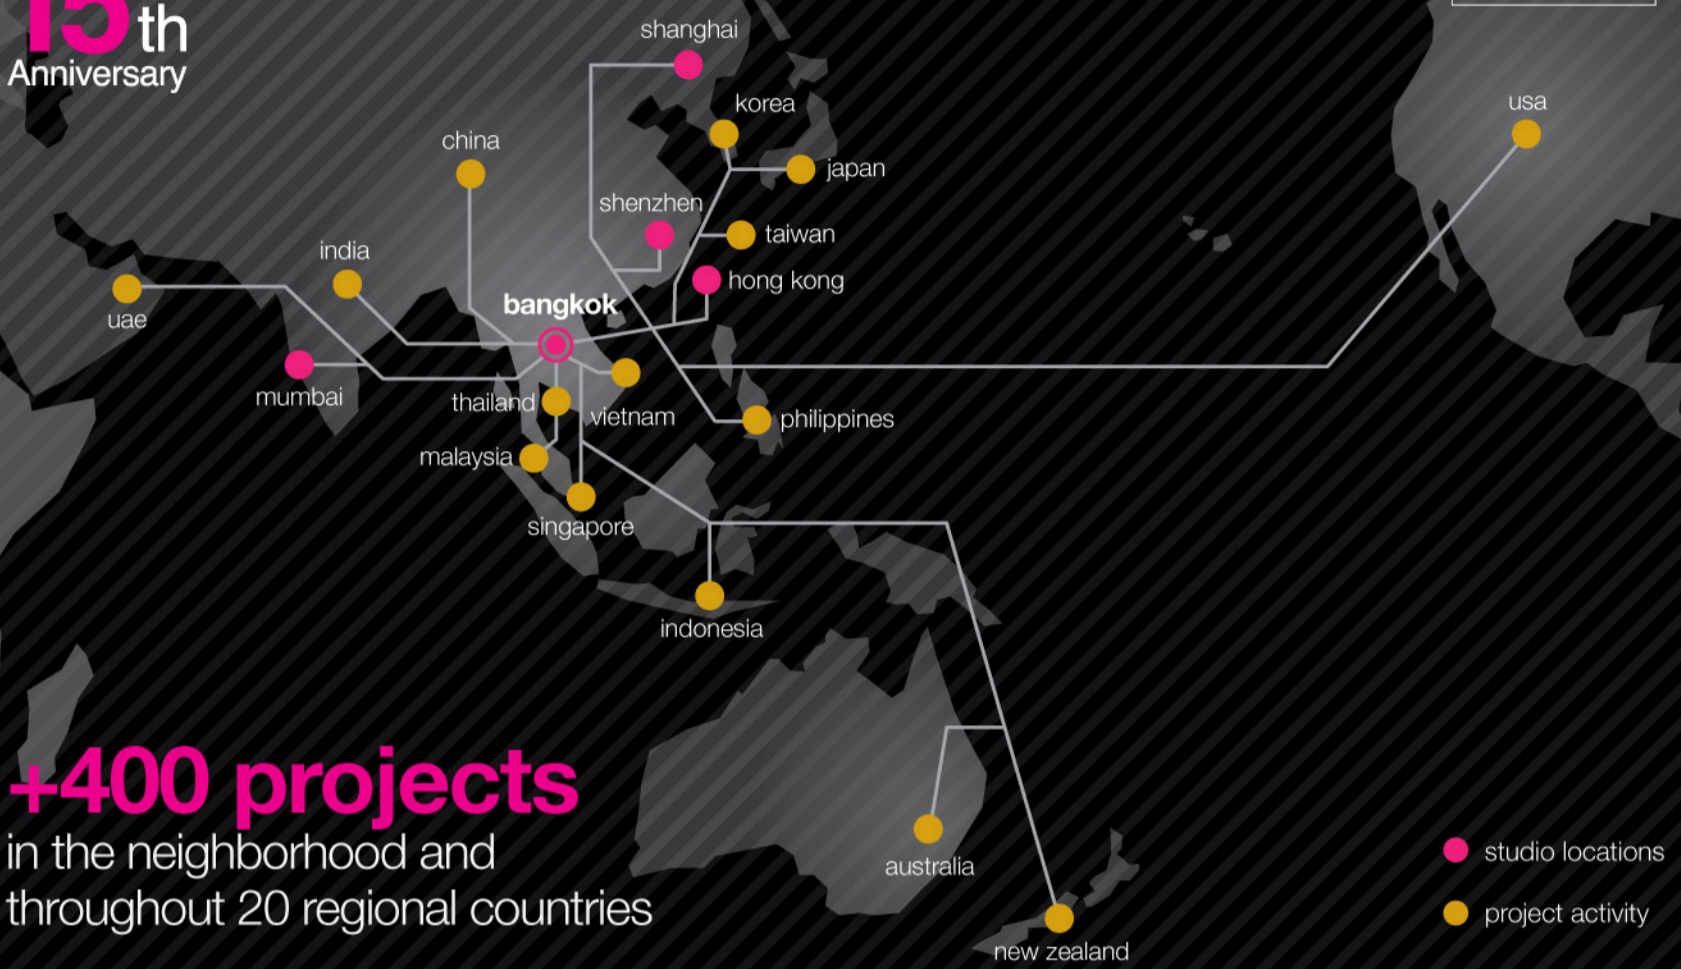 15th
Anniversary
shanghai
korea
usa
china
japan
shenzhen
taiwan
india
hong kong
bangkok
uae
mumbai
thailand
vietnam
philippines
malaysia
singapore
indonesia
+400 projects
in the neighborhood and
throughout 20 regional countries
australia
new zealand
studio locations
project activity